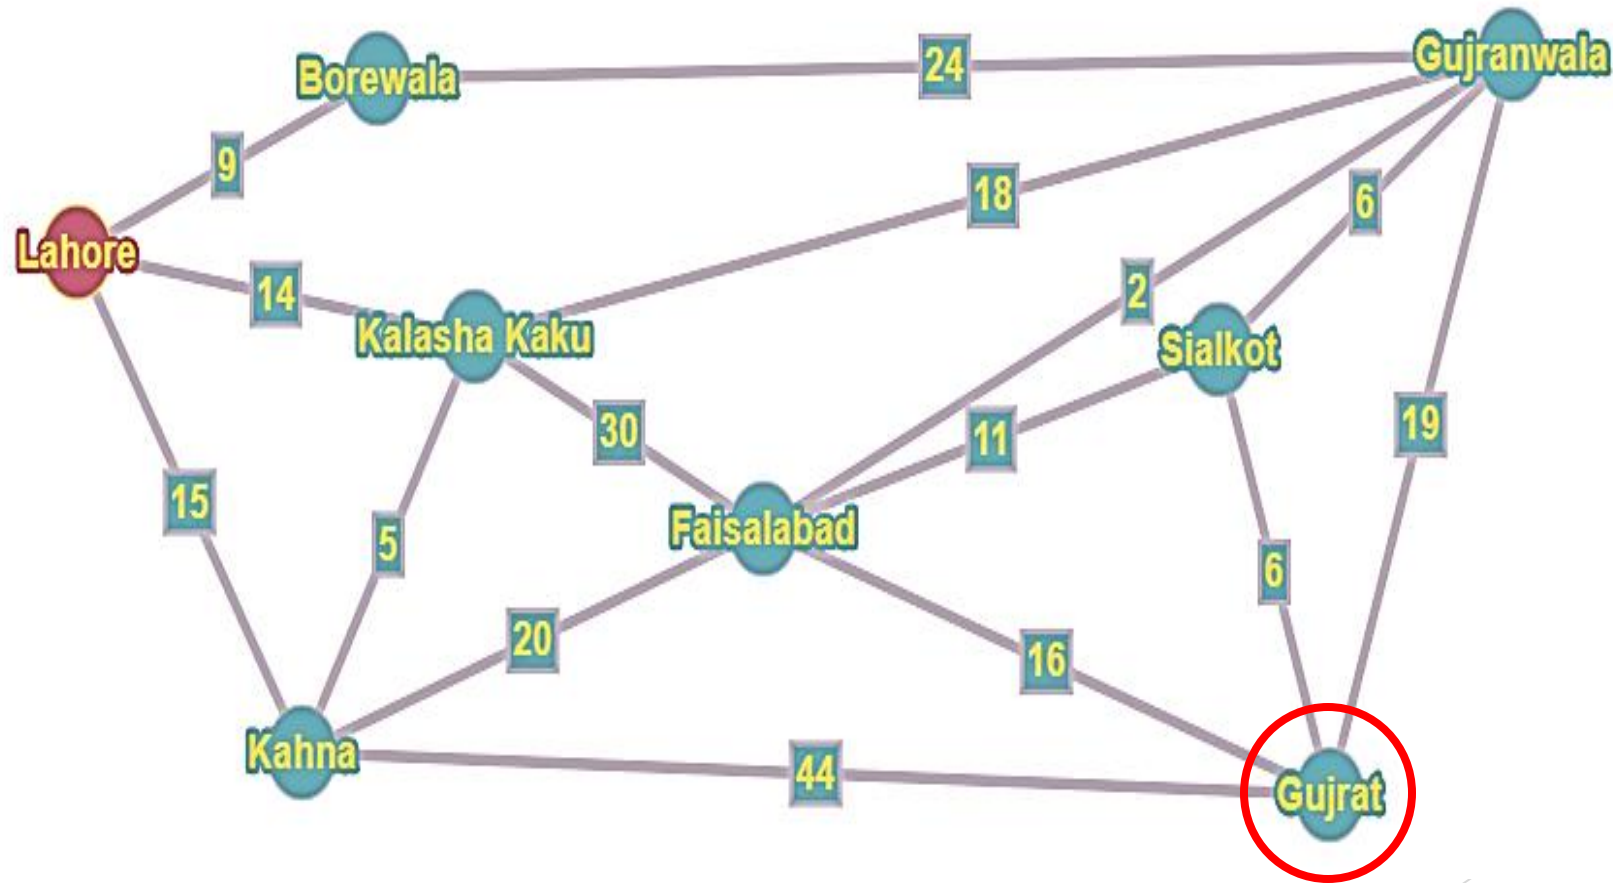 Borewala
24
Gujranwala
9
18
6
Lahore
14
2
Kalasha Kaku
Sialkot
30
11
19
15
Faisalabad
5
6
20
16
Kahna
44
Gujrat